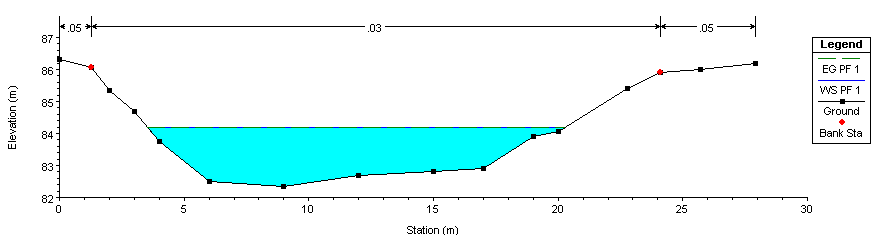 .05
.03
.05
87
86
85
84
83
82
Elevation (m)
0
5
10
15
20
25
30
Station (m)
Legend
EG PF 1
WS PF 1
Ground
Bank Sta